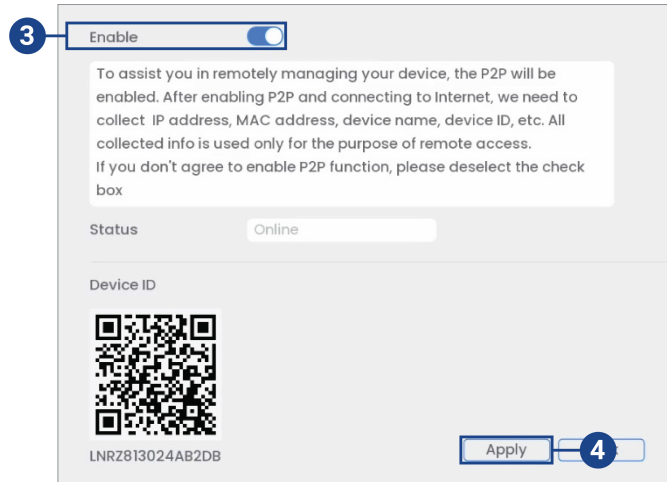 3
Enable
To assist you in remotely managing your device, the P2P will be
enabled. After enabling P2P and connecting to Internet, we need to
collect IP address, MAC address, device name, device ID, etc. All
collected info is used only for the purpose of remote access.
If you don't agree to enable P2P function, please deselect the check
box
Status Online
Device ID
LNRZ813024AB2DB
Apply 4